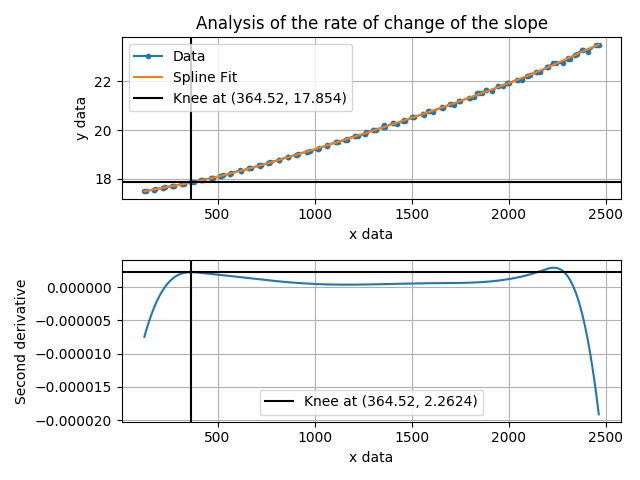 Analysis of the rate of change of the slope
Data
Spline Fit
Knee at (364.52, 17.854)
y data
22
20
18
500 1000 1500 2000 2500
x data
Second derivative
0.000000
−0.000005
−0.000010
−0.000015
−0.000020
Knee at (364.52, 2.2624)
500 1000 1500 2000 2500
x data